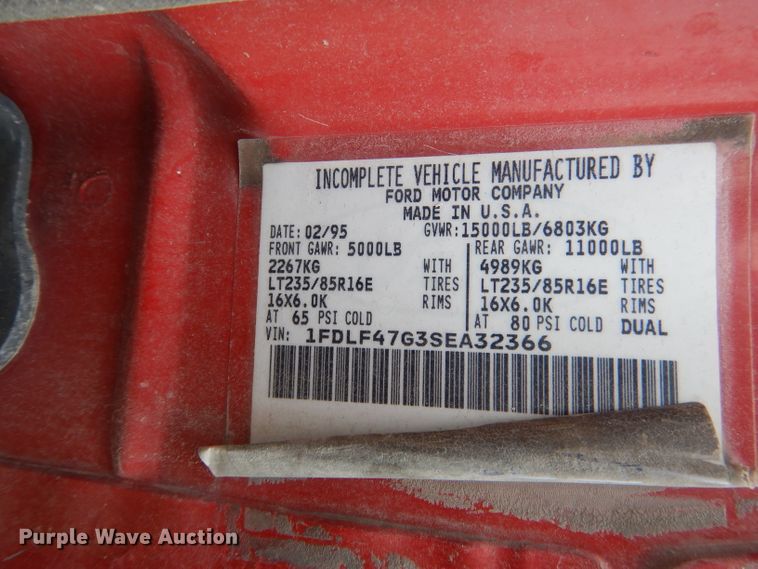 INCOMPLETE VEHICLE MANUFACTURED BY
FORD MOTOR COMPANY
MADE IN U.S.A.
DATE: 02/95 GVWR:15000LB/6803KG
FRONT GAWR: 5000LB REAR GAWR: 11000LB
2267KG WITH 4989KG WITH
LT235/85R16E TIRES LT235/85R16E TIRES
16X6.0K RIMS 16X6.0K RIMS
AT 65 PSI COLD AT 80 PSI COLD DUAL
VIN: 1FDLF47G3SEA32366
Purple Wave Auction